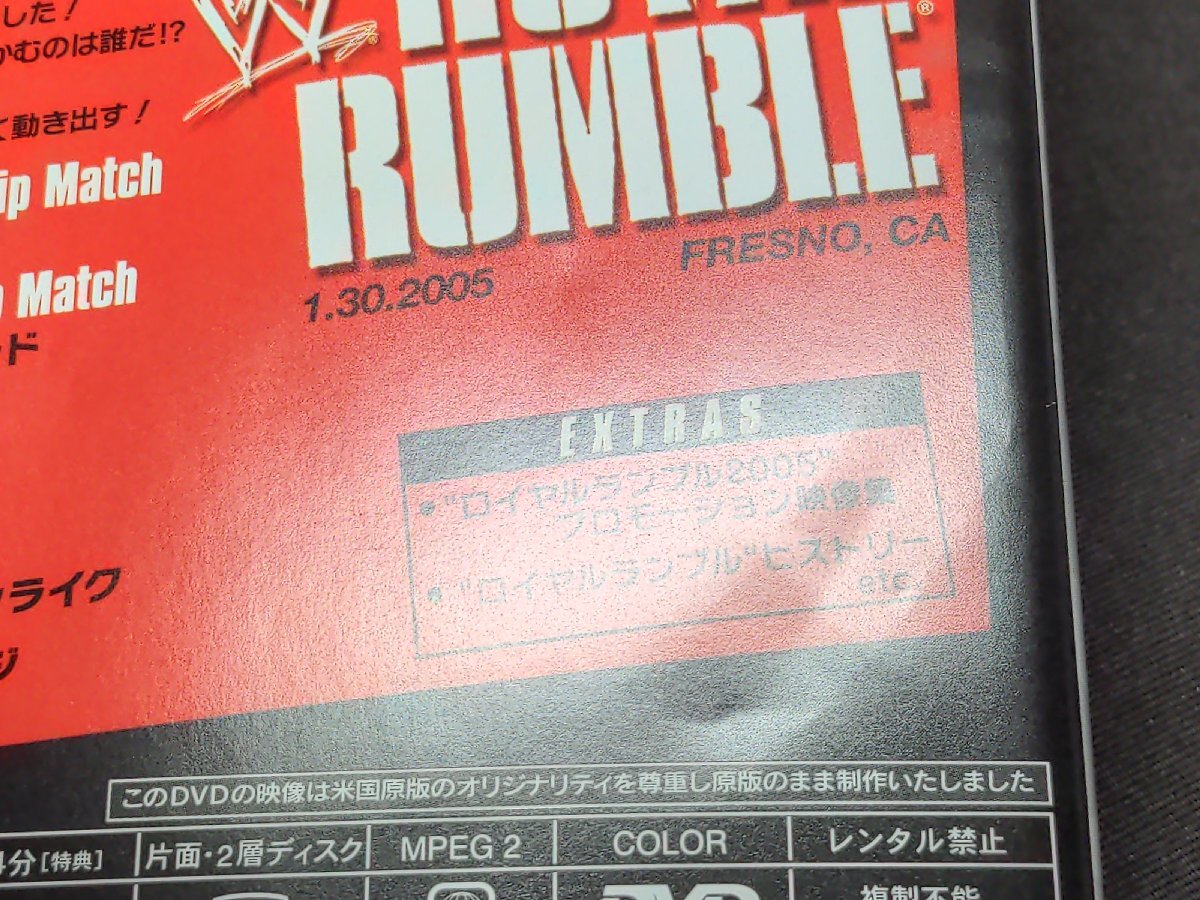 した!
かむのは誰だ!?
動き出す!
ip Match
Match
ード
ライク
ジ
RUMBLE®
1.30.2005
FRESNO, CA
EXTRAS
●"ロイヤルランブル2005"
プロモーション映像集
●"ロイヤルランブル"ヒストリー
etc.
このDVDの映像は米国原版のオリジナリティを尊重し原版のまま制作いたしました
4分[特典]
片面・2層ディスク
MPEG 2
COLOR
レンタル禁止
複製不能